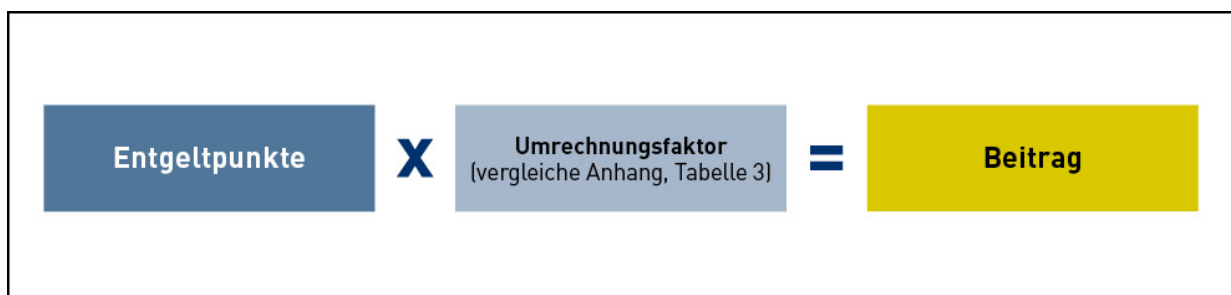 Entgeltpunkte
X
Umrechnungsfaktor
(vergleiche Anhang, Tabelle 3)
=
Beitrag